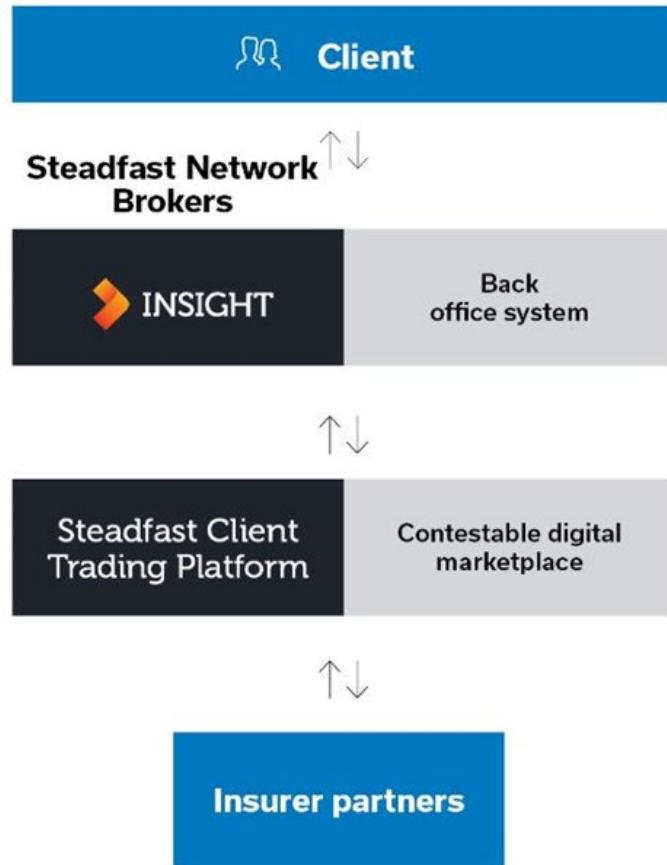 Client
Steadfast Network
Brokers
INSIGHT
Back
office system
Steadfast Client
Trading Platform
Contestable digital
marketplace
Insurer partners